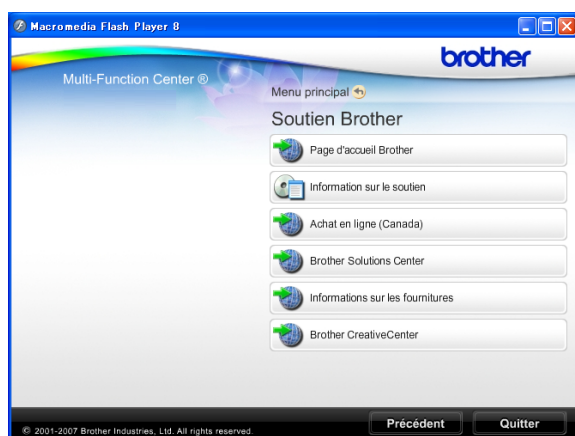 Macromedia Flash Player 8
brother
Multi-Function Center ®
Menu principal
Soutien Brother
Page d'accueil Brother
Information sur le soutien
Achat en ligne (Canada)
Brother Solutions Center
Informations sur les fournitures
Brother CreativeCenter
Précédent
Quitter
© 2001-2007 Brother Industries, Ltd. All rights reserved.